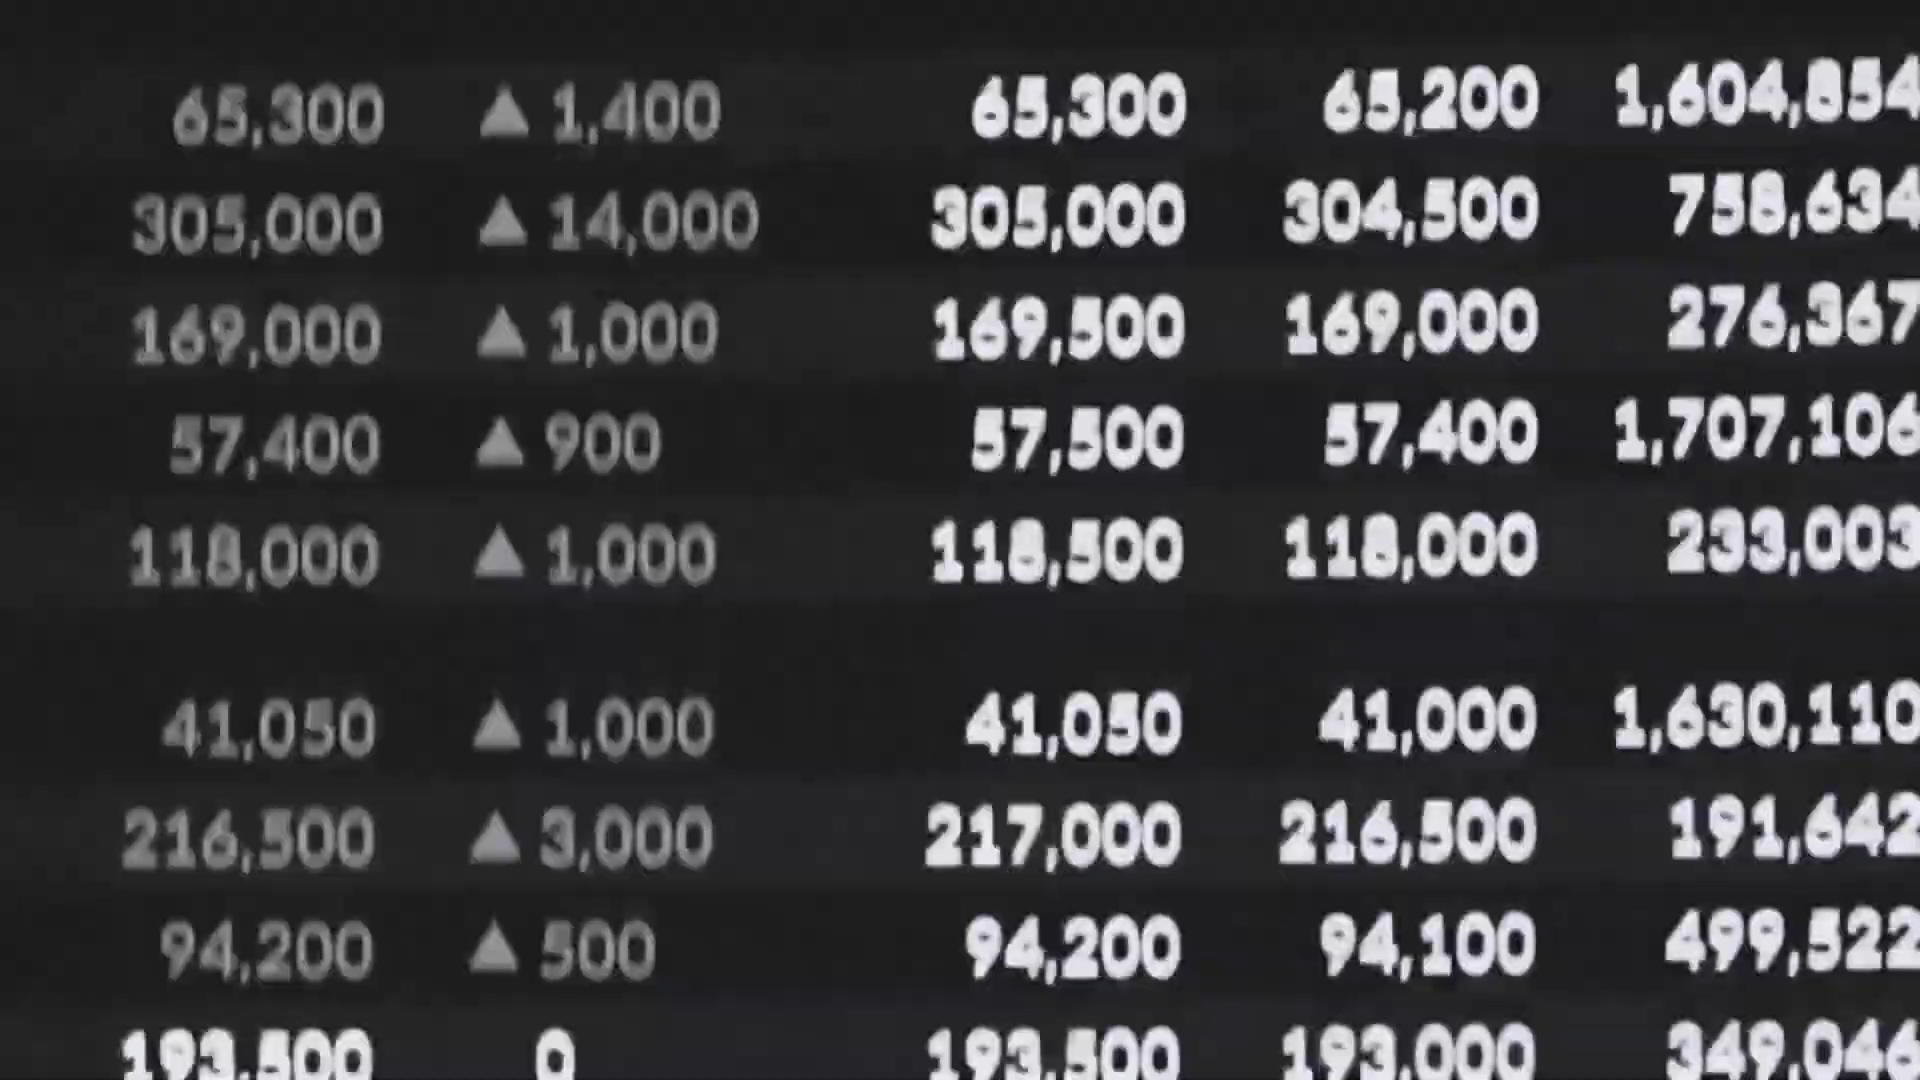 65,300 ▲ 1,400 65,300 65,200 1,604,854
305,000 ▲ 14,000 305,000 304,500 758,634
169,000 ▲ 1,000 169,500 169,000 276,367
57,400 ▲ 900 57,500 57,400 1,707,106
118,000 ▲ 1,000 118,500 118,000 233,003
41,050 ▲ 1,000 41,050 41,000 1,630,110
216,500 ▲ 3,000 217,000 216,500 191,642
94,200 ▲ 500 94,200 94,100 499,522
193,500 0 193,500 193,000 349,046